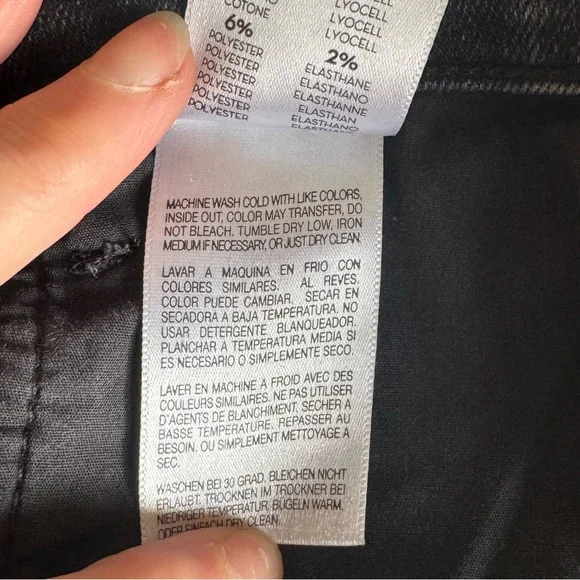 COTONE
6%
POLYESTER
POLYESTER
POLYESTER
POLYESTER
POLYESTER
POLYESTER
LYOCELL
LYOCELL
LYOCELL
LYOCELL
2%
ELASTHANE
ELASTHANO
ELASTHANNE
ELASTHAN
ELASTHANO
MACHINE WASH COLD WITH LIKE COLORS,
INSIDE OUT, COLOR MAY TRANSFER, DO
NOT BLEACH. TUMBLE DRY LOW, IRON
MEDIUM IF NECESSARY, OR JUST DRY CLEAN.
LAVAR A MAQUINA EN FRIO CON
COLORES SIMILARES. AL REVES.
COLOR PUEDE CAMBIAR. SECAR EN
SECADORA A BAJA TEMPERATURA. NO
USAR DETERGENTE BLANQUEADOR.
PLANCHAR A TEMPERATURA MEDIA SI
ES NECESARIO O SIMPLEMENTE SECO.
LAVER EN MACHINE A FROID AVEC DES
COULEURS SIMILAIRES. NE PAS UTILISER
D'AGENTS DE BLANCHIMENT. SECHER A
BASSE TEMPERATURE. REPASSER AU
BESOIN. OU SIMPLEMENT METTOYAGE A
SEC.
WASCHEN BEI 30 GRAD. BLEICHEN NICHT
ERLAUBT. TROCKNEN IM TROCKNER BEI
NIEDRIGER TEMPERATUR, BÜGELN WARM.
ODER EINFACH DRY CLEAN.